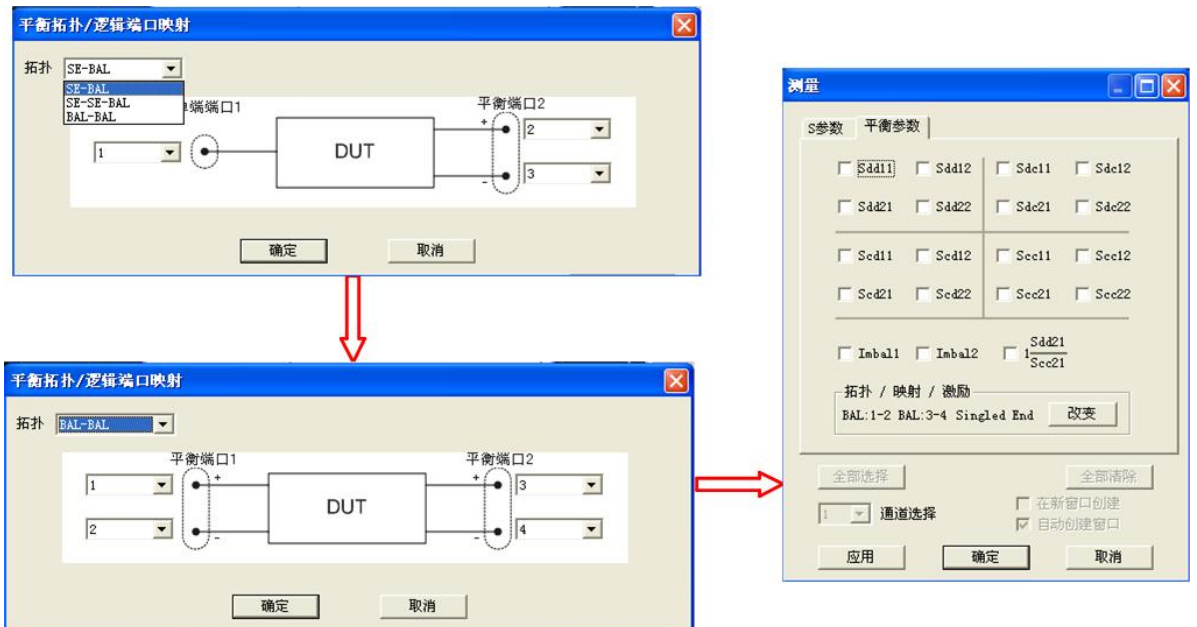 平衡拓扑/逻辑端口映射
拓扑 SE-BAL
SE-BAL
SE-SE-BAL
BAL-BAL
单端端口1
平衡端口2
1
DUT
+ 2
- 3
确定 取消
平衡拓扑/逻辑端口映射
拓扑 BAL-BAL
平衡端口1 平衡端口2
1 + DUT + 3
2 - - 4
确定 取消
测量
S参数 平衡参数
Sdd11 Sdd12 Sdc11 Sdc12
Sdd21 Sdd22 Sdc21 Sdc22
Scd11 Scd12 Scc11 Scc12
Scd21 Scd22 Scc21 Scc22
Imbal1 Imbal2 1 Sdd21
Scc21
拓扑 / 映射 / 激励
BAL:1-2 BAL:3-4 Singled End 改变
全部选择 全部清除
1 通道选择
在新窗口创建
自动创建窗口
应用 确定 取消